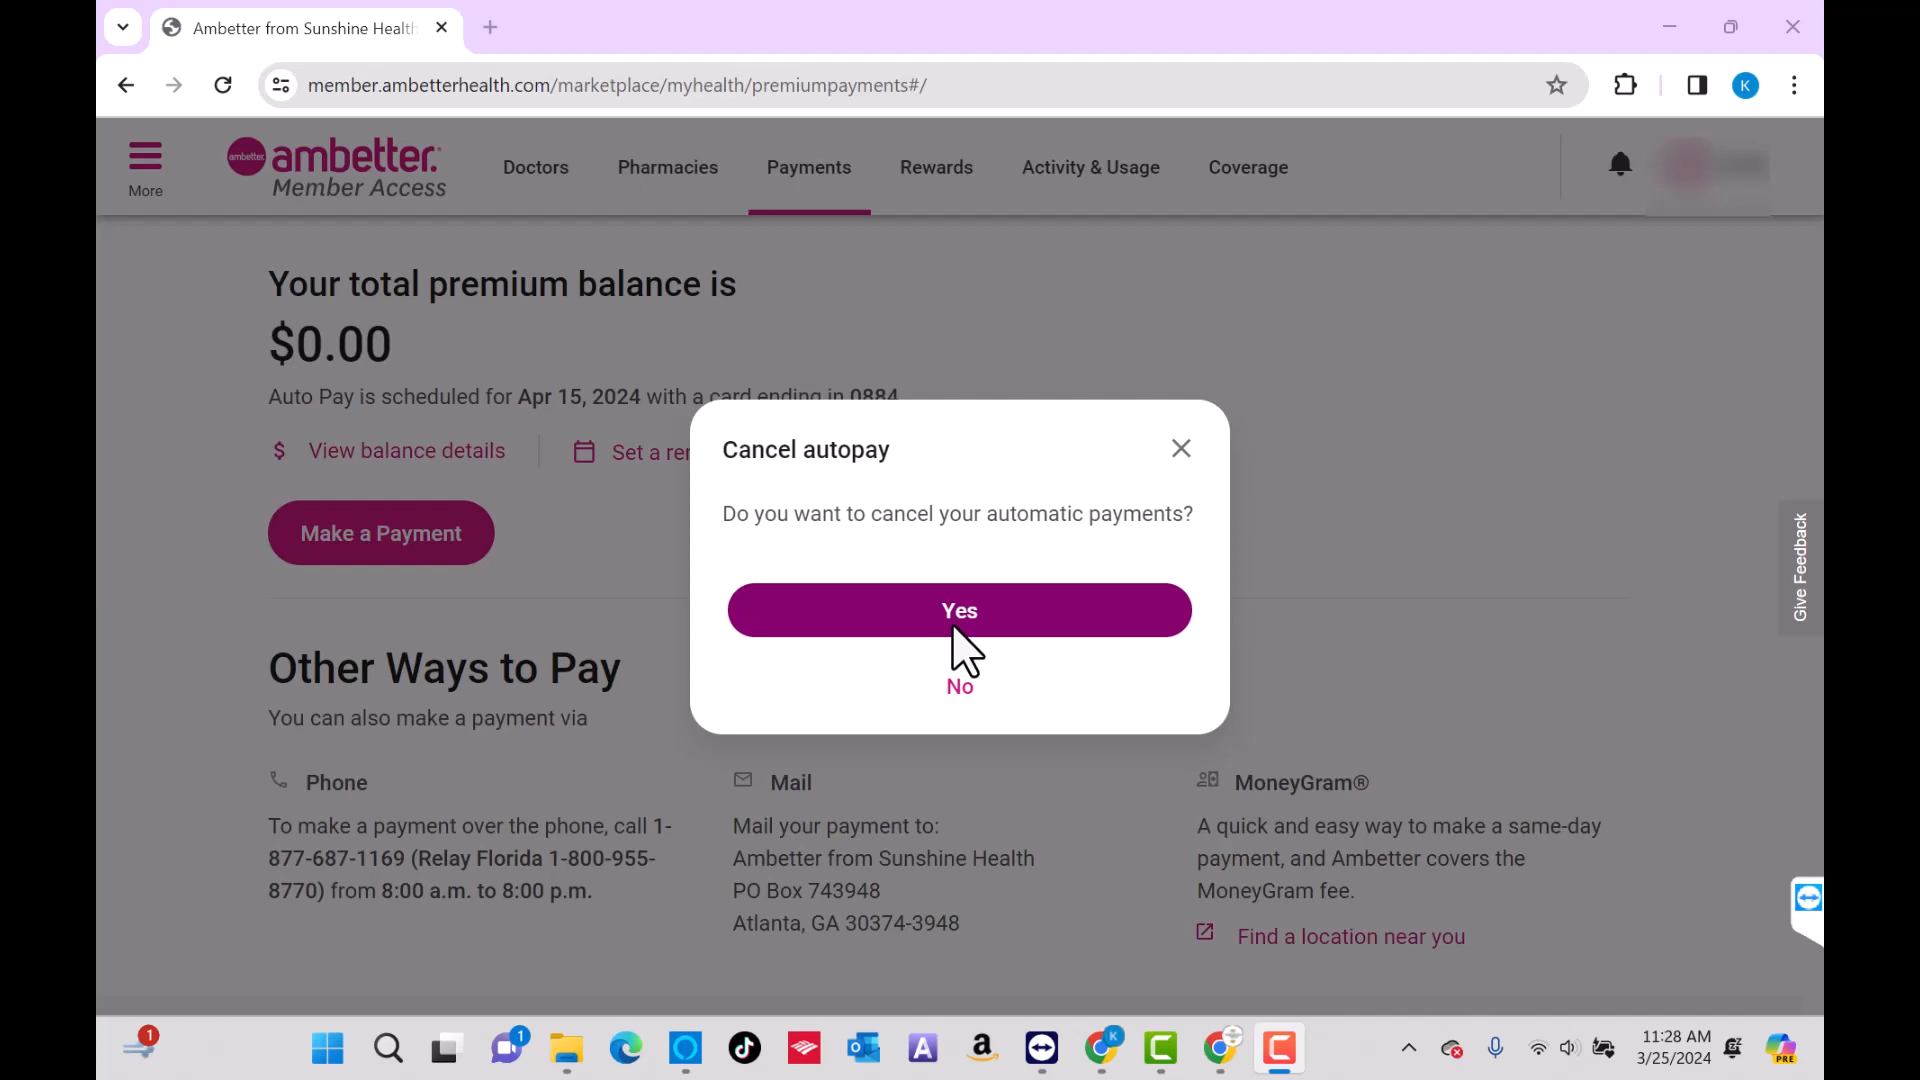 Ambetter from Sunshine Health
member.ambetterhealth.com/marketplace/myhealth/premiumpayments#/
K
More
ambetter
ambetter.
Member Access
Doctors
Pharmacies
Payments
Rewards
Activity & Usage
Coverage
Your total premium balance is
$0.00
Auto Pay is scheduled for Apr 15, 2024 with a card ending in 0884
$ View balance details
Set a rem
Make a Payment
Cancel autopay
Do you want to cancel your automatic payments?
Yes
No
Give Feedback
Other Ways to Pay
You can also make a payment via
Phone
To make a payment over the phone, call 1-
877-687-1169 (Relay Florida 1-800-955-
8770) from 8:00 a.m. to 8:00 p.m.
Mail
Mail your payment to:
Ambetter from Sunshine Health
PO Box 743948
Atlanta, GA 30374-3948
MoneyGram®
A quick and easy way to make a same-day
payment, and Ambetter covers the
MoneyGram fee.
Find a location near you
1
1
A
a
K
C
C
11:28 AM
3/25/2024
PRE